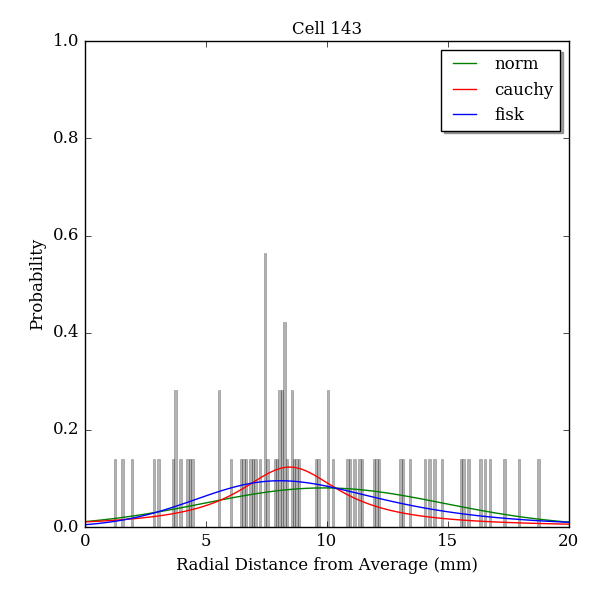 Cell 143
1.0
0.8
0.6
0.4
0.2
0.0
Probability
norm
cauchy
fisk
0 5 10 15 20
Radial Distance from Average (mm)